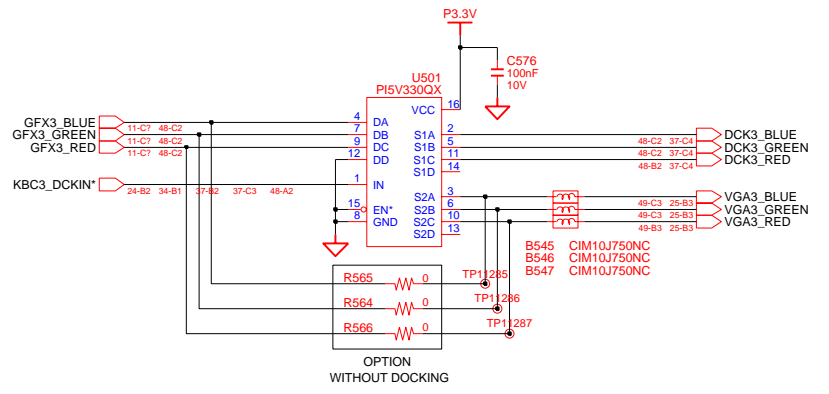 P3.3V
C576
100nF
10V
U501
PI5V330QX
VCC 16
GFX3_BLUE 11-C? 48-C2 4 DA S1A 2 DCK3_BLUE
GFX3_GREEN 11-C? 48-C2 7 DB S1B 5 48-C2 37-C4 DCK3_GREEN
GFX3_RED 11-C? 48-C2 9 DC S1C 11 48-C2 37-C4 DCK3_RED
12 DD S1D 14 48-B2 37-C4
KBC3_DCKIN* 24-B2 34-B1 37-B2 37-C3 48-A2 1 IN
S2A 3 VGA3_BLUE
15 EN* S2B 6 49-C3 25-B3 VGA3_GREEN
8 GND S2C 10 49-C3 25-B3 VGA3_RED
S2D 13 49-B3 25-B3
B545 CIM10J750NC
B546 CIM10J750NC
B547 CIM10J750NC
R565 0 TP11285
R564 0 TP11286
R566 0 TP11287
OPTION
WITHOUT DOCKING